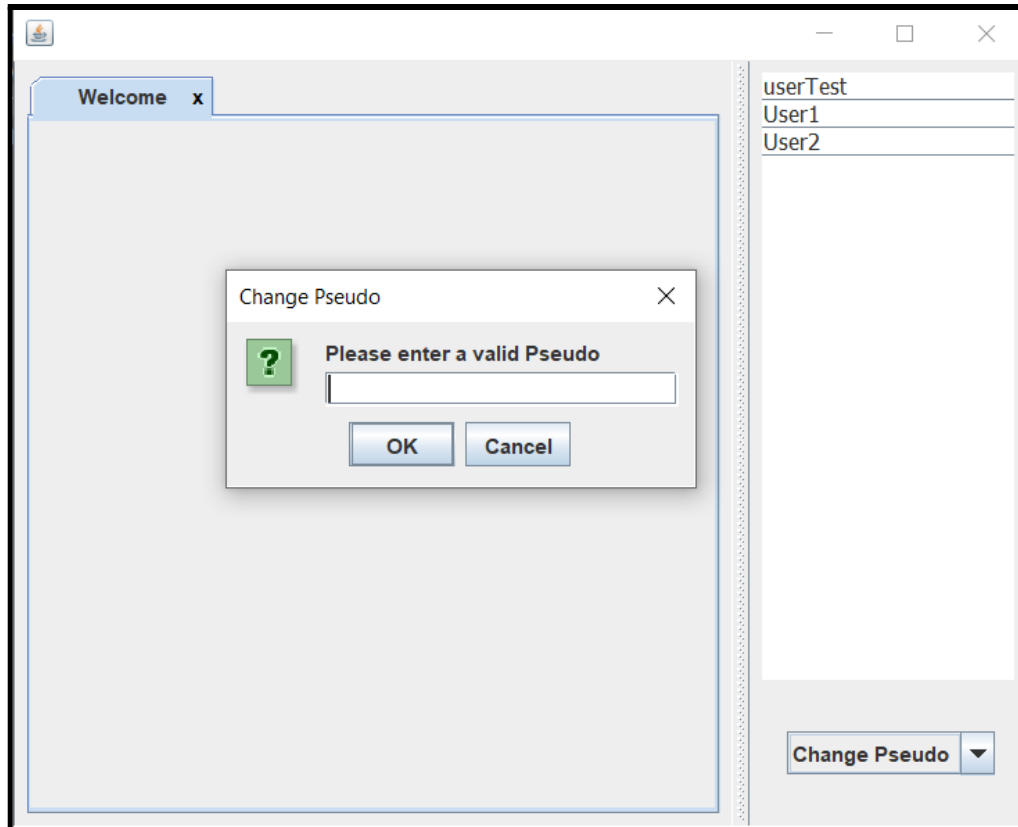 Welcome x
userTest
User1
User2
Change Pseudo
?
Please enter a valid Pseudo
OK Cancel
Change Pseudo